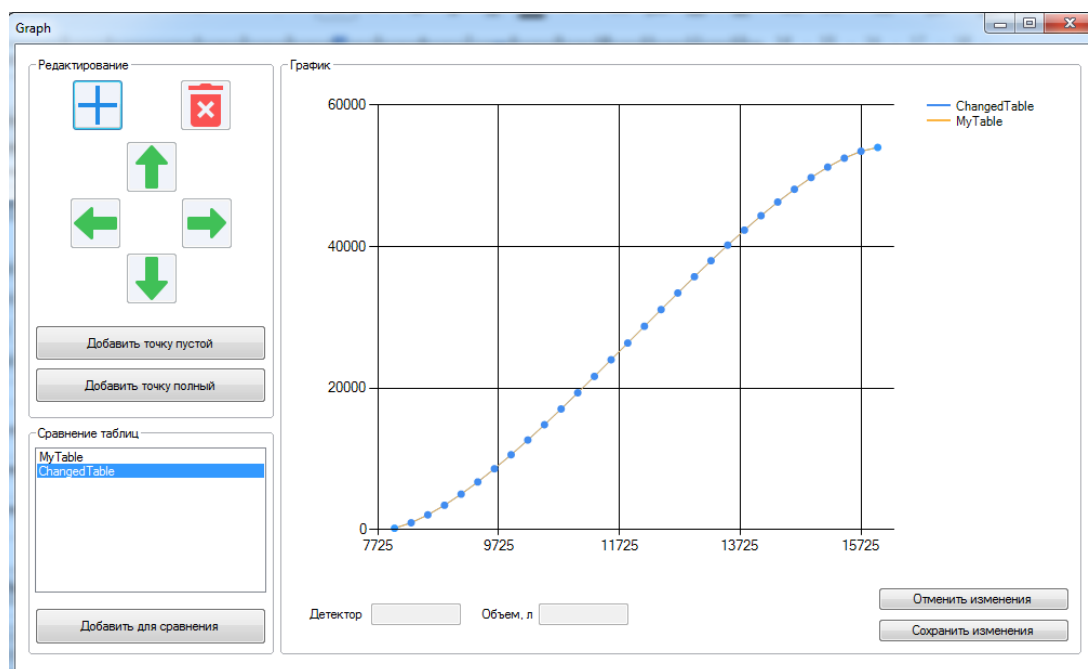 Graph
Редактирование
Добавить точку пустой
Добавить точку полный
Сравнение таблиц
MyTable
ChangedTable
Добавить для сравнения
График
60000
40000
20000
0
7725 9725 11725 13725 15725
ChangedTable
MyTable
Детектор Объем, л
Отменить изменения
Сохранить изменения